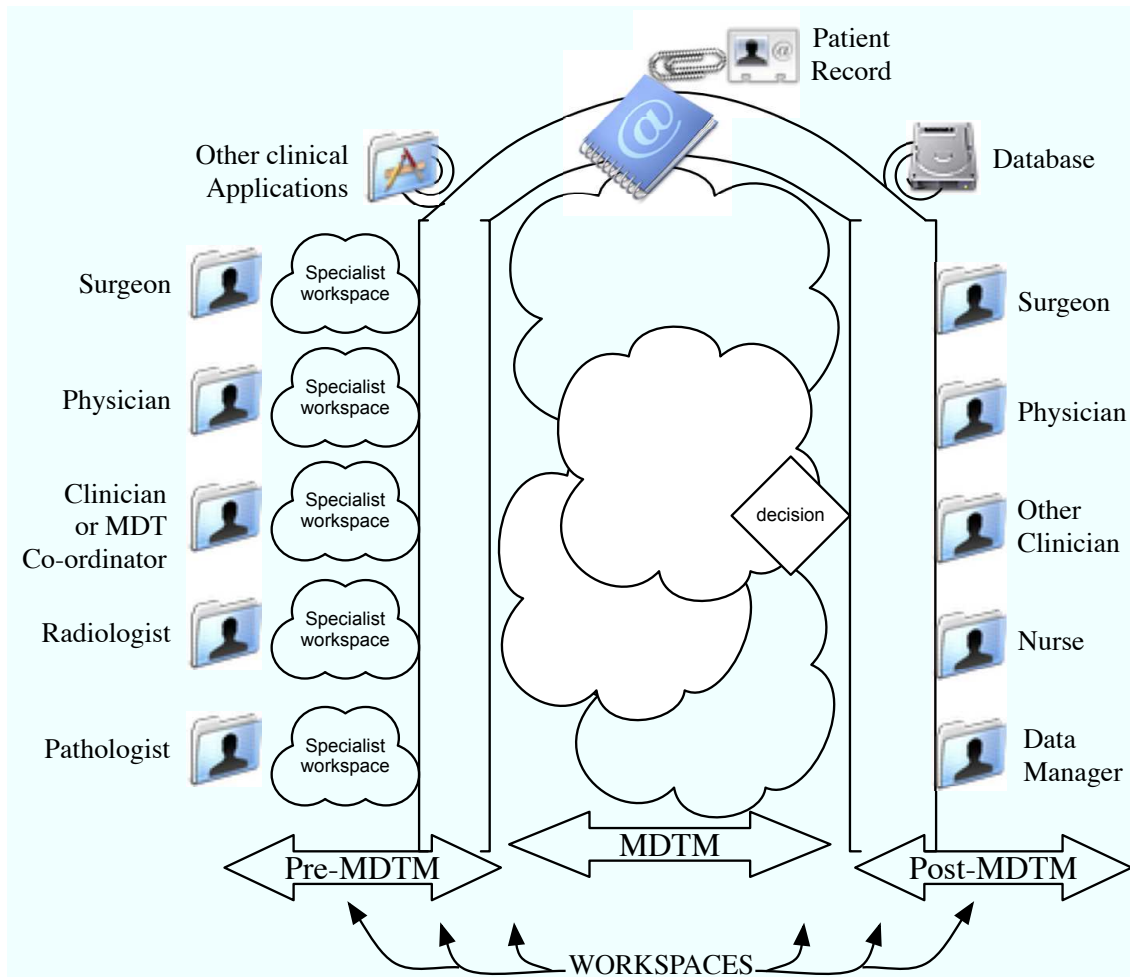 Patient
Record
Other clinical
Applications
Database
Surgeon
Specialist
workspace
Physician
Specialist
workspace
Clinician
or MDT
Co-ordinator
Specialist
workspace
Radiologist
Specialist
workspace
Pathologist
Specialist
workspace
@
@
decision
Surgeon
Physician
Other
Clinician
Nurse
Data
Manager
Pre-MDTM
MDTM
Post-MDTM
WORKSPACES